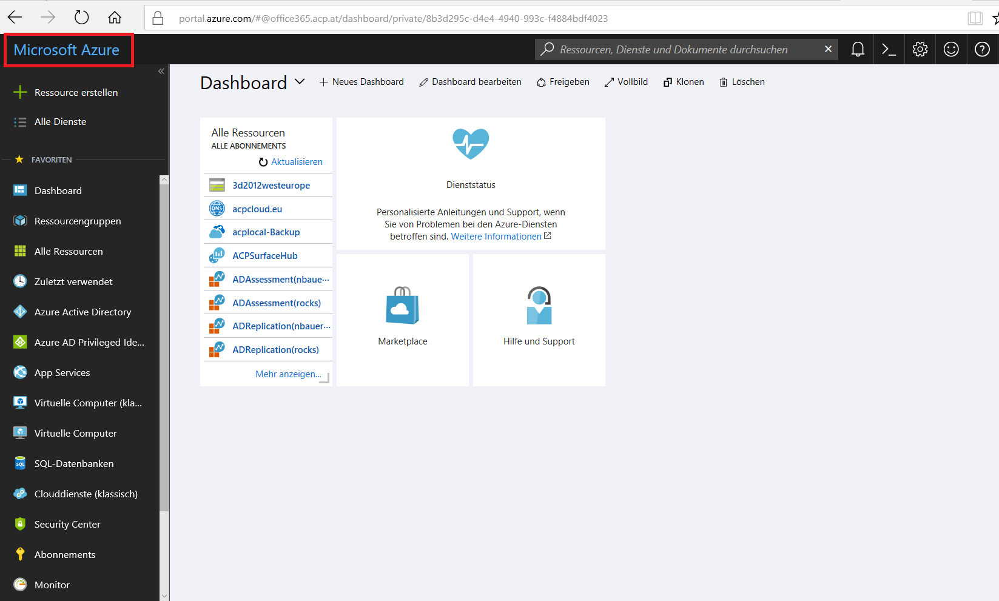 portal.azure.com/#@office365.acp.at/dashboard/private/8b3d295c-d4e4-4940-993c-f4884bdf4023
Microsoft Azure
Ressourcen, Dienste und Dokumente durchsuchen
Ressource erstellen
Alle Dienste
FAVORITEN
Dashboard
Ressourcengruppen
Alle Ressourcen
Zuletzt verwendet
Azure Active Directory
Azure AD Privileged Ide...
App Services
Virtuelle Computer (kla...
Virtuelle Computer
SQL-Datenbanken
Clouddienste (klassisch)
Security Center
Abonnements
Monitor
Dashboard
Neues Dashboard
Dashboard bearbeiten
Freigeben
Vollbild
Klonen
Löschen
Alle Ressourcen
ALLE ABONNEMENTS
Aktualisieren
3d2012westeurope
DNS
acpcloud.eu
acplocal-Backup
ACPSurfaceHub
ADAssessment(nbaue...
ADAssessment(rocks)
ADReplication(nbauer...
ADReplication(rocks)
Mehr anzeigen...
Dienststatus
Personalisierte Anleitungen und Support, wenn
Sie von Problemen bei den Azure-Diensten
betroffen sind. Weitere Informationen
Marketplace
Hilfe und Support
SQL